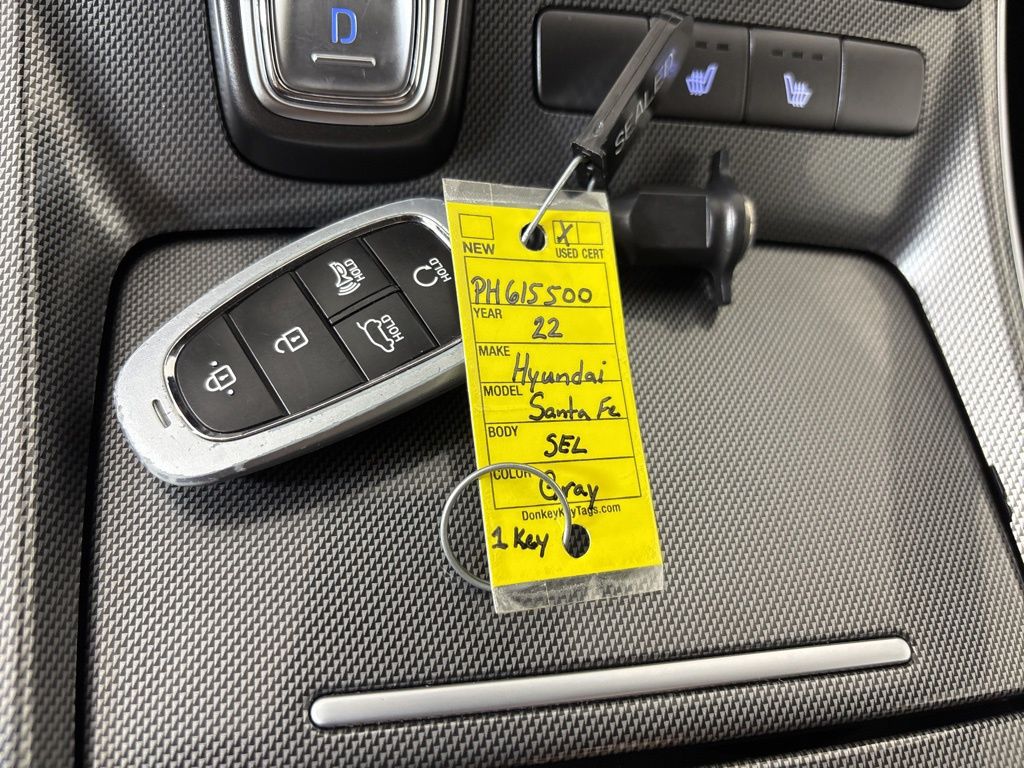 D
SEALER
HOLD
HOLD
HOLD
NEW
X
USED CERT
PH615500
YEAR
22
MAKE
Hyundai
MODEL
Santa Fe
BODY
SEL
COLOR
Gray
DonkeyKeyTags.com
1 Key